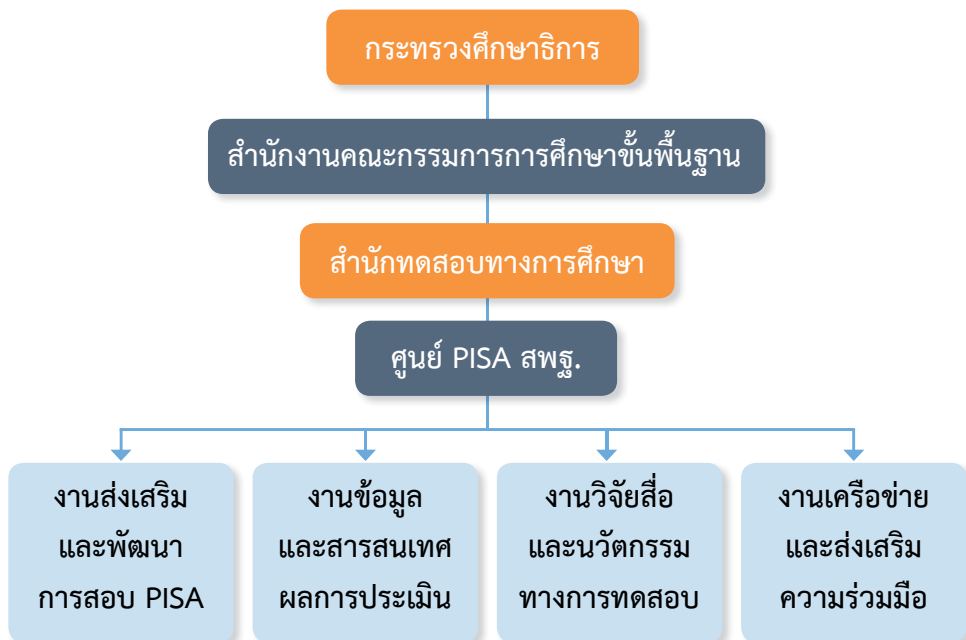 กระทรวงศึกษาธิการ
สำนักงานคณะกรรมการการศึกษาขั้นพื้นฐาน
สำนักทดสอบทางการศึกษา
ศูนย์ PISA สพฐ.
งานส่งเสริม
และพัฒนา
การสอบ PISA
งานข้อมูล
และสารสนเทศ
ผลการประเมิน
งานวิจัยสื่อ
และนวัตกรรม
ทางการทดสอบ
งานเครือข่าย
และส่งเสริม
ความร่วมมือ